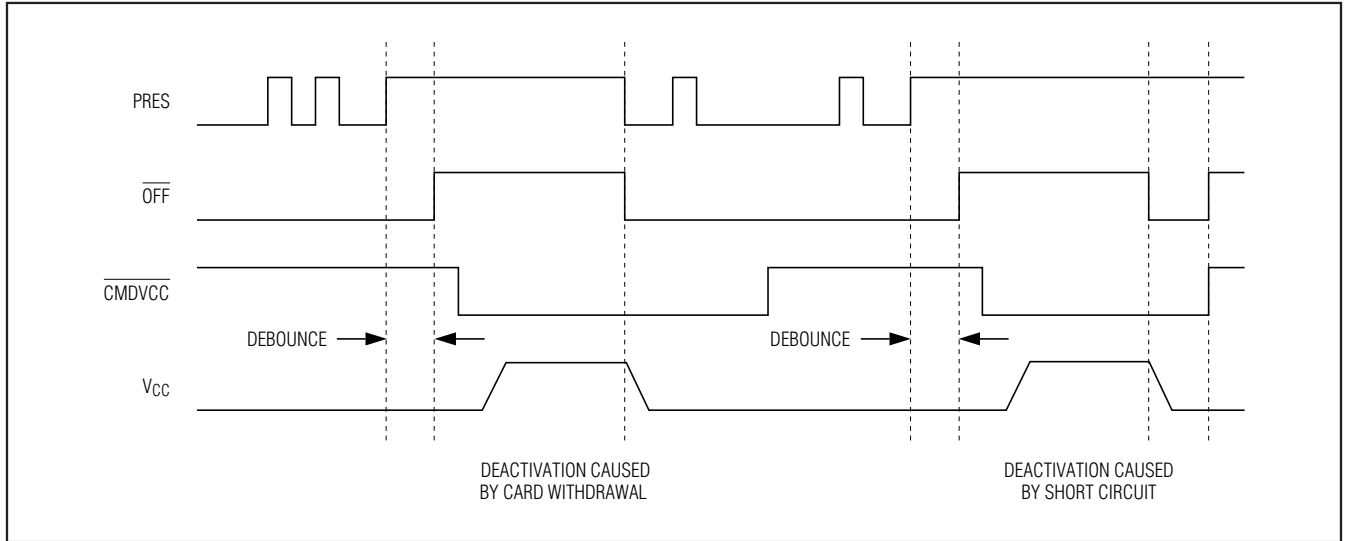 PRES
OFF
CMDVCC
DEBOUNCE
DEBOUNCE
VCC
DEACTIVATION CAUSED
BY CARD WITHDRAWAL
DEACTIVATION CAUSED
BY SHORT CIRCUIT